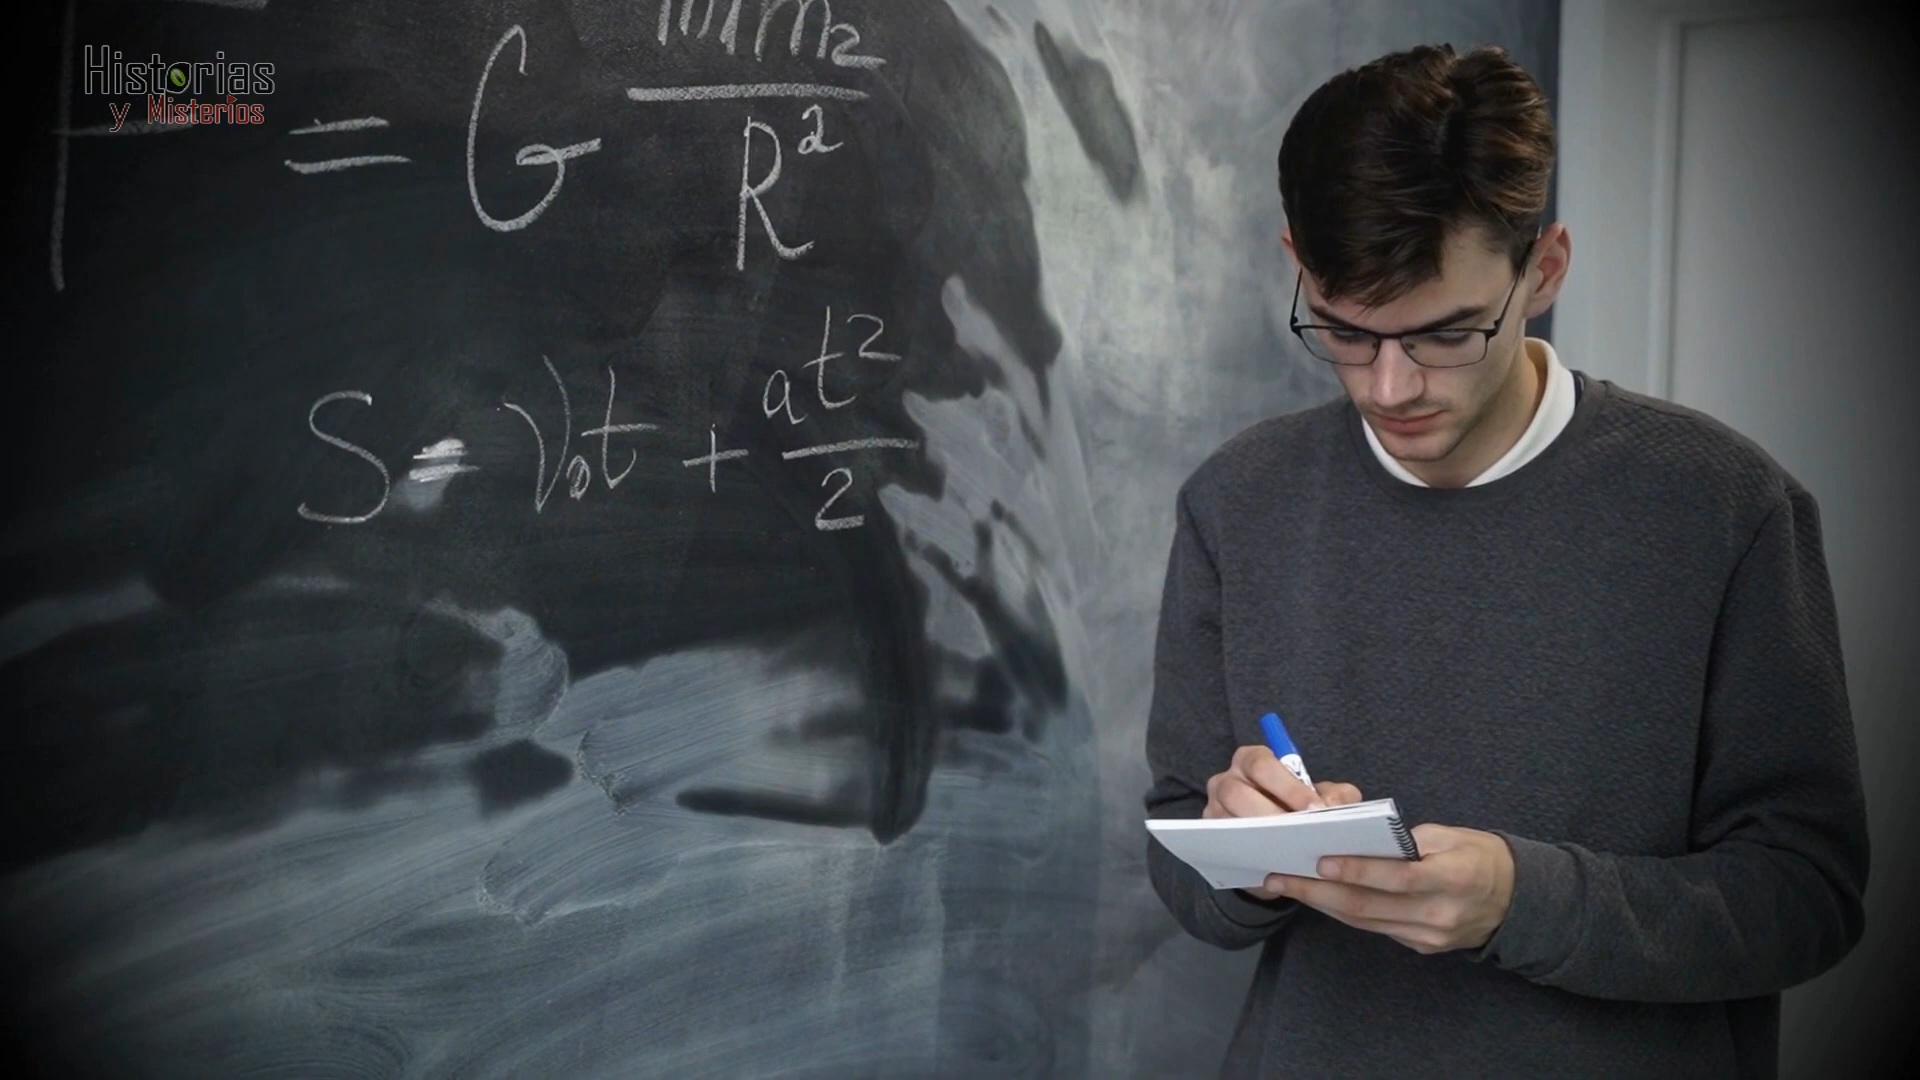 Historias
y Misterios
F = G m1m2 / R²
S = V₀t + at²/2